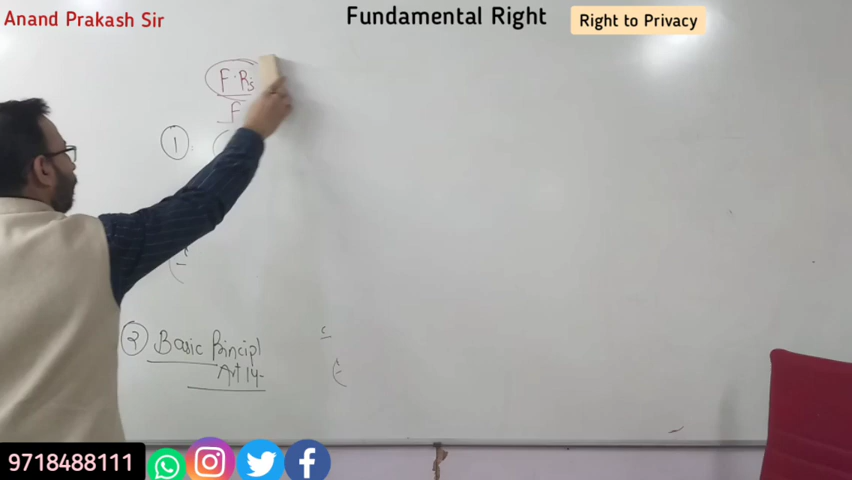 Anand Prakash Sir
Fundamental Right
Right to Privacy
F.Rs
F
1
2 Basic Principl
Art 14
9718488111